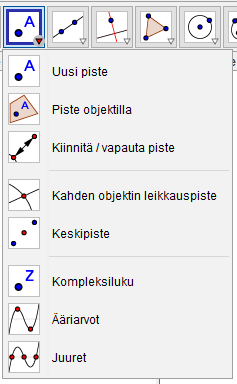 A
A
Uusi piste
A
Piste objektilla
Kiinnitä / vapauta piste
Kahden objektin leikkauspiste
Keskipiste
Z
Kompleksiluku
Ääriarvot
Juuret